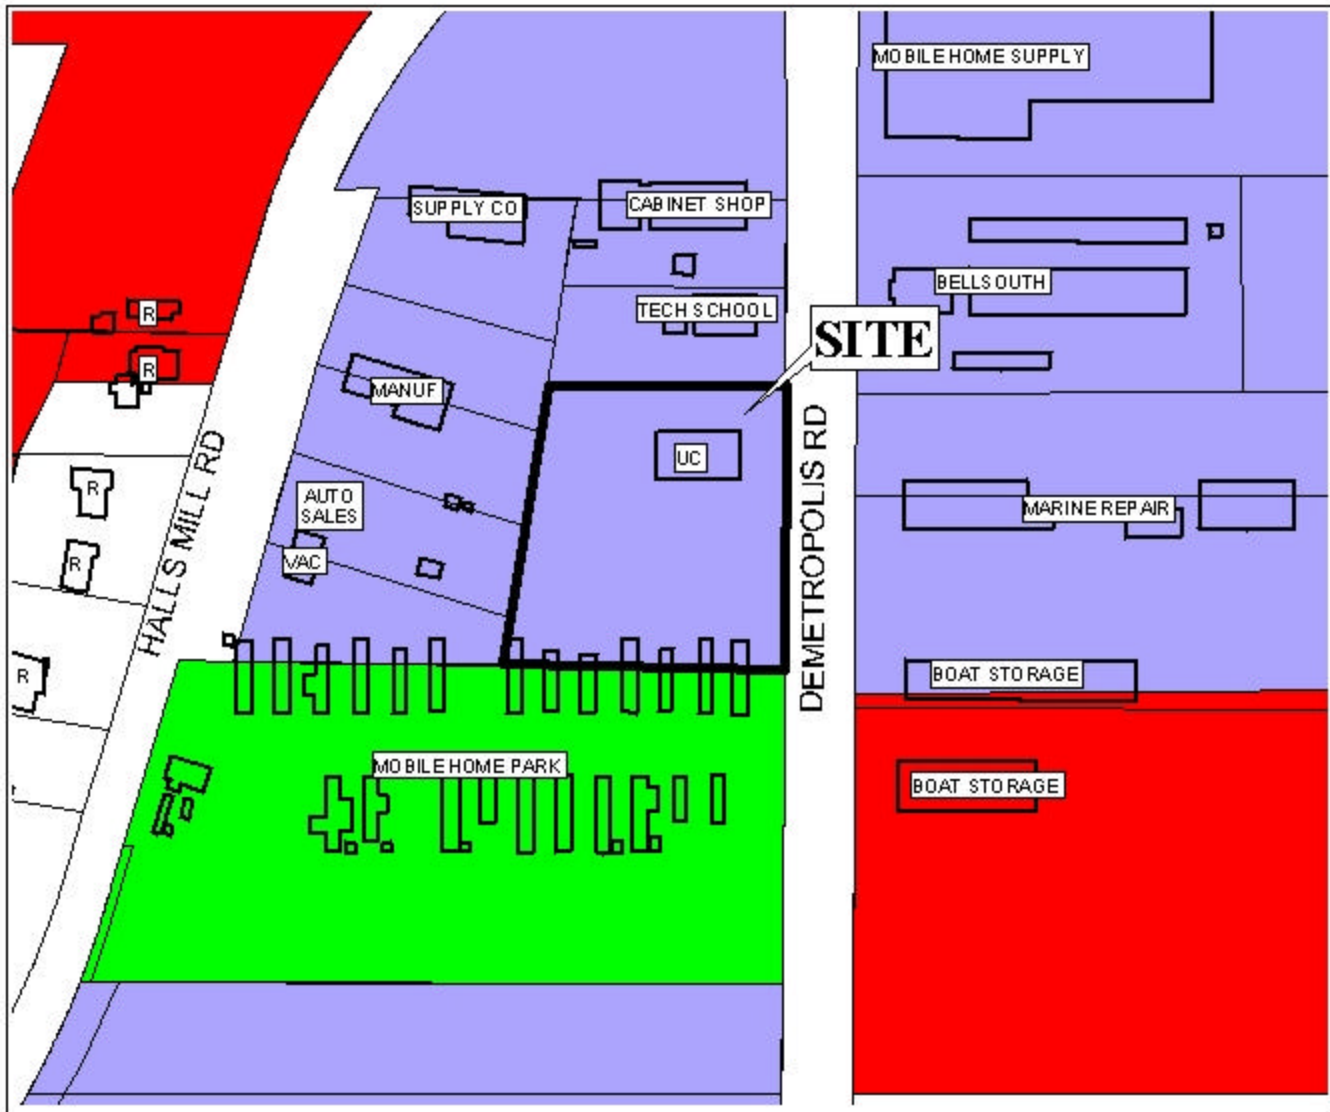 MOBILE HOME SUPPLY
SUPPLY CO
CABINET SHOP
BELLSOUTH
TECH SCHOOL
R
SITE
R
MANUF
UC
R
AUTO
SALES
MARINE REPAIR
VAC
R
HALLS MILL RD
DEMETROPOLIS RD
R
BOAT STORAGE
MOBILE HOME PARK
BOAT STORAGE